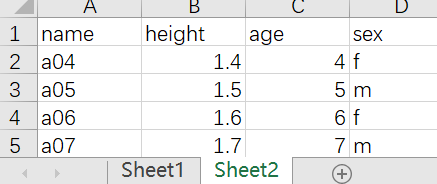 A B C D
1 name height age sex
2 a04 1.4 4 f
3 a05 1.5 5 m
4 a06 1.6 6 f
5 a07 1.7 7 m
Sheet1 Sheet2